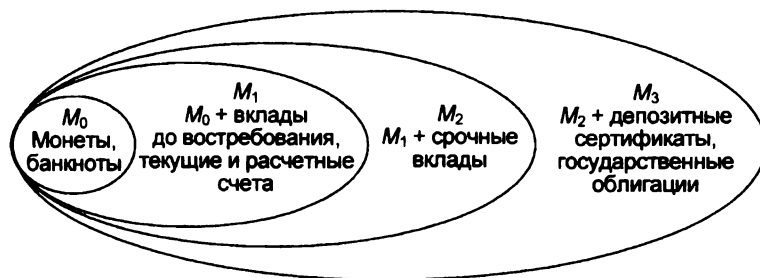 M₀
Монеты,
банкноты
M₁
M₀ + вклады
до востребования,
текущие и расчетные
счета
M₂
M₁ + срочные
вклады
M₃
M₂ + депозитные
сертификаты,
государственные
облигации